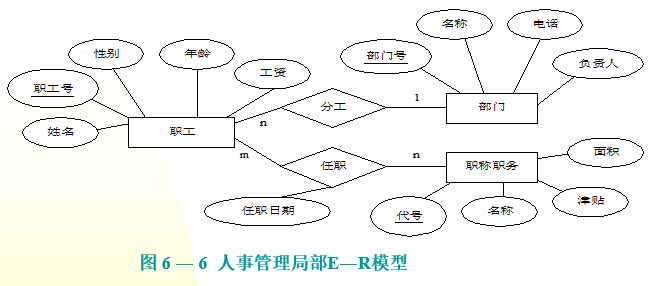 名称
电话
性别
年龄
部门号
工资
负责人
职工号
分工
1
部门
n
姓名
职工
m
任职
n
职称职务
面积
任职日期
代号
名称
津贴
图 6 — 6 人事管理局部E—R模型